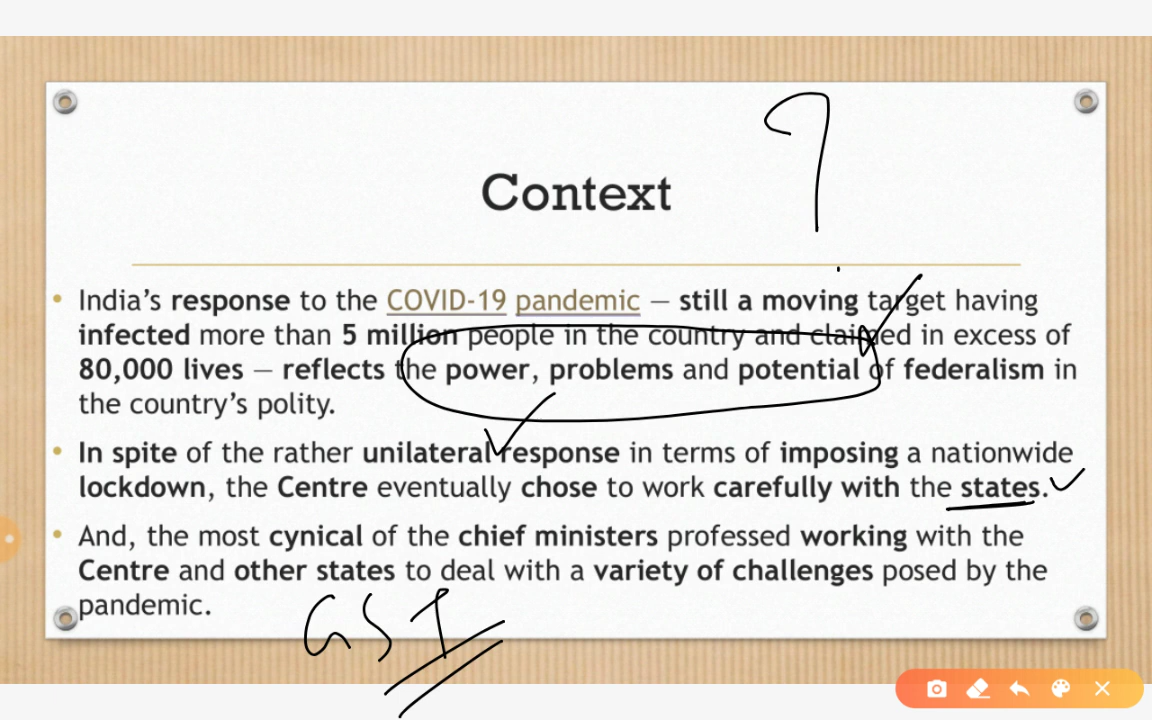 Context
• India's response to the COVID-19 pandemic — still a moving target having
infected more than 5 million people in the country and claimed in excess of
80,000 lives — reflects the power, problems and potential of federalism in
the country's polity.
• In spite of the rather unilateral response in terms of imposing a nationwide
lockdown, the Centre eventually chose to work carefully with the states.
• And, the most cynical of the chief ministers professed working with the
Centre and other states to deal with a variety of challenges posed by the
pandemic.
GSI